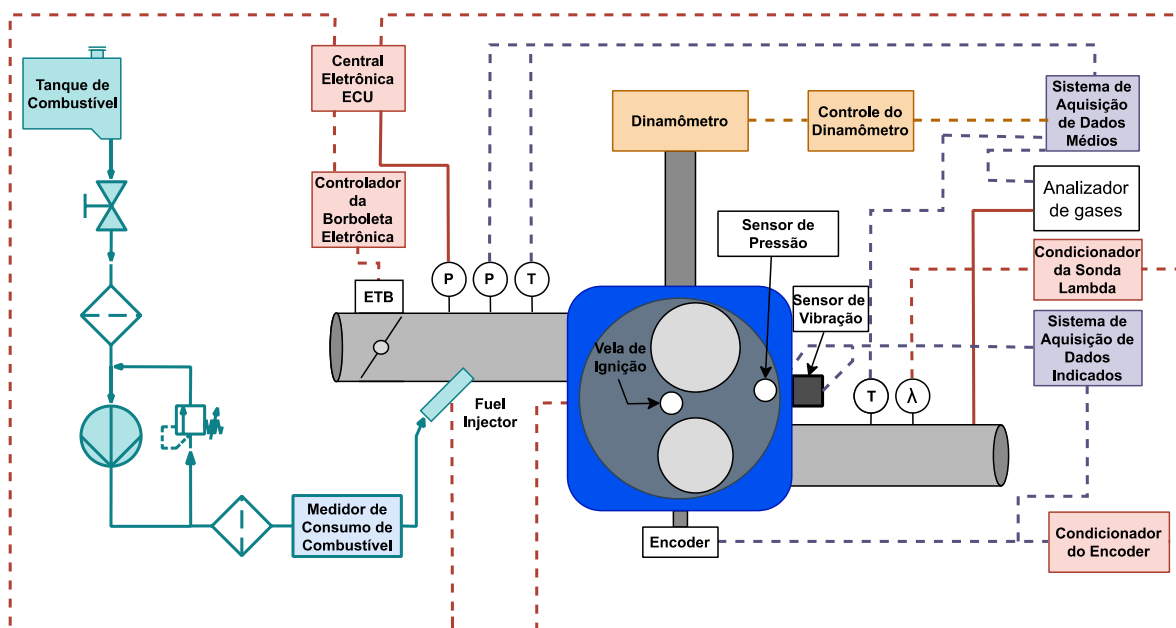 Tanque de
Combustível
Central
Eletrônica
ECU
Controlador
da
Borboleta
Eletrônica
ETB
P
P
T
Fuel
Injector
Medidor de
Consumo de
Combustível
Dinamômetro
Controle do
Dinamômetro
Sistema de
Aquisição
de Dados
Médios
Analizador
de gases
Sensor de
Pressão
Condicionador
da Sonda
Lambda
Sensor de
Vibração
Vela de
Ignição
Sistema de
Aquisição
de Dados
Indicados
T
λ
Encoder
Condicionador
do Encoder